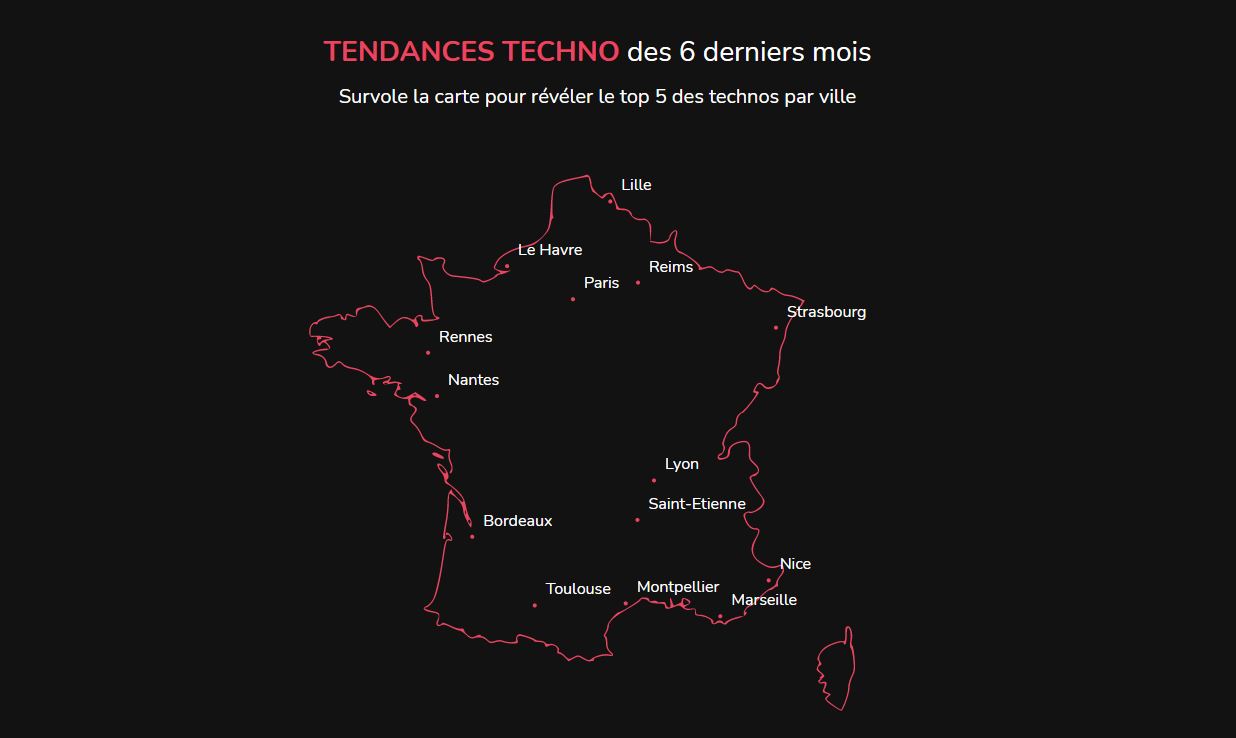 TENDANCES TECHNO des 6 derniers mois
Survole la carte pour révéler le top 5 des technos par ville
Lille
Le Havre
Reims
Paris
Strasbourg
Rennes
Nantes
Lyon
Saint-Etienne
Bordeaux
Nice
Toulouse
Montpellier
Marseille